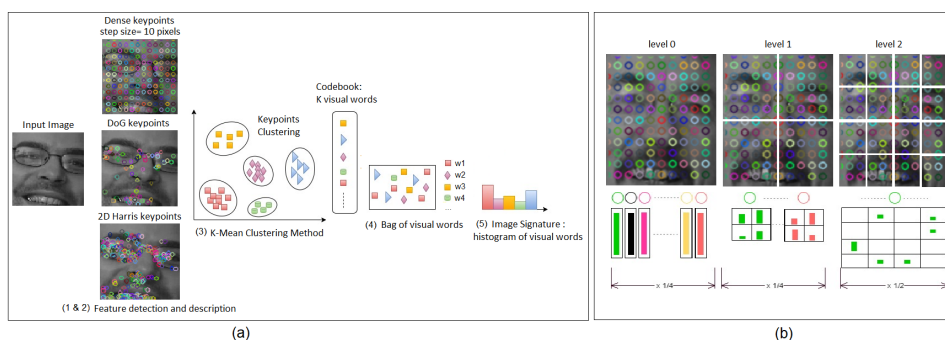 Dense keypoints
step size= 10 pixels
Input Image
DoG keypoints
2D Harris keypoints
(1 & 2) Feature detection and description
Keypoints
Clustering
(3) K-Mean Clustering Method
Codebook:
K visual words
w1
w2
w3
w4
...
(4) Bag of visual words
(5) Image Signature :
histogram of visual words
(a)
level 0
level 1
level 2
x 1/4
x 1/4
x 1/2
(b)